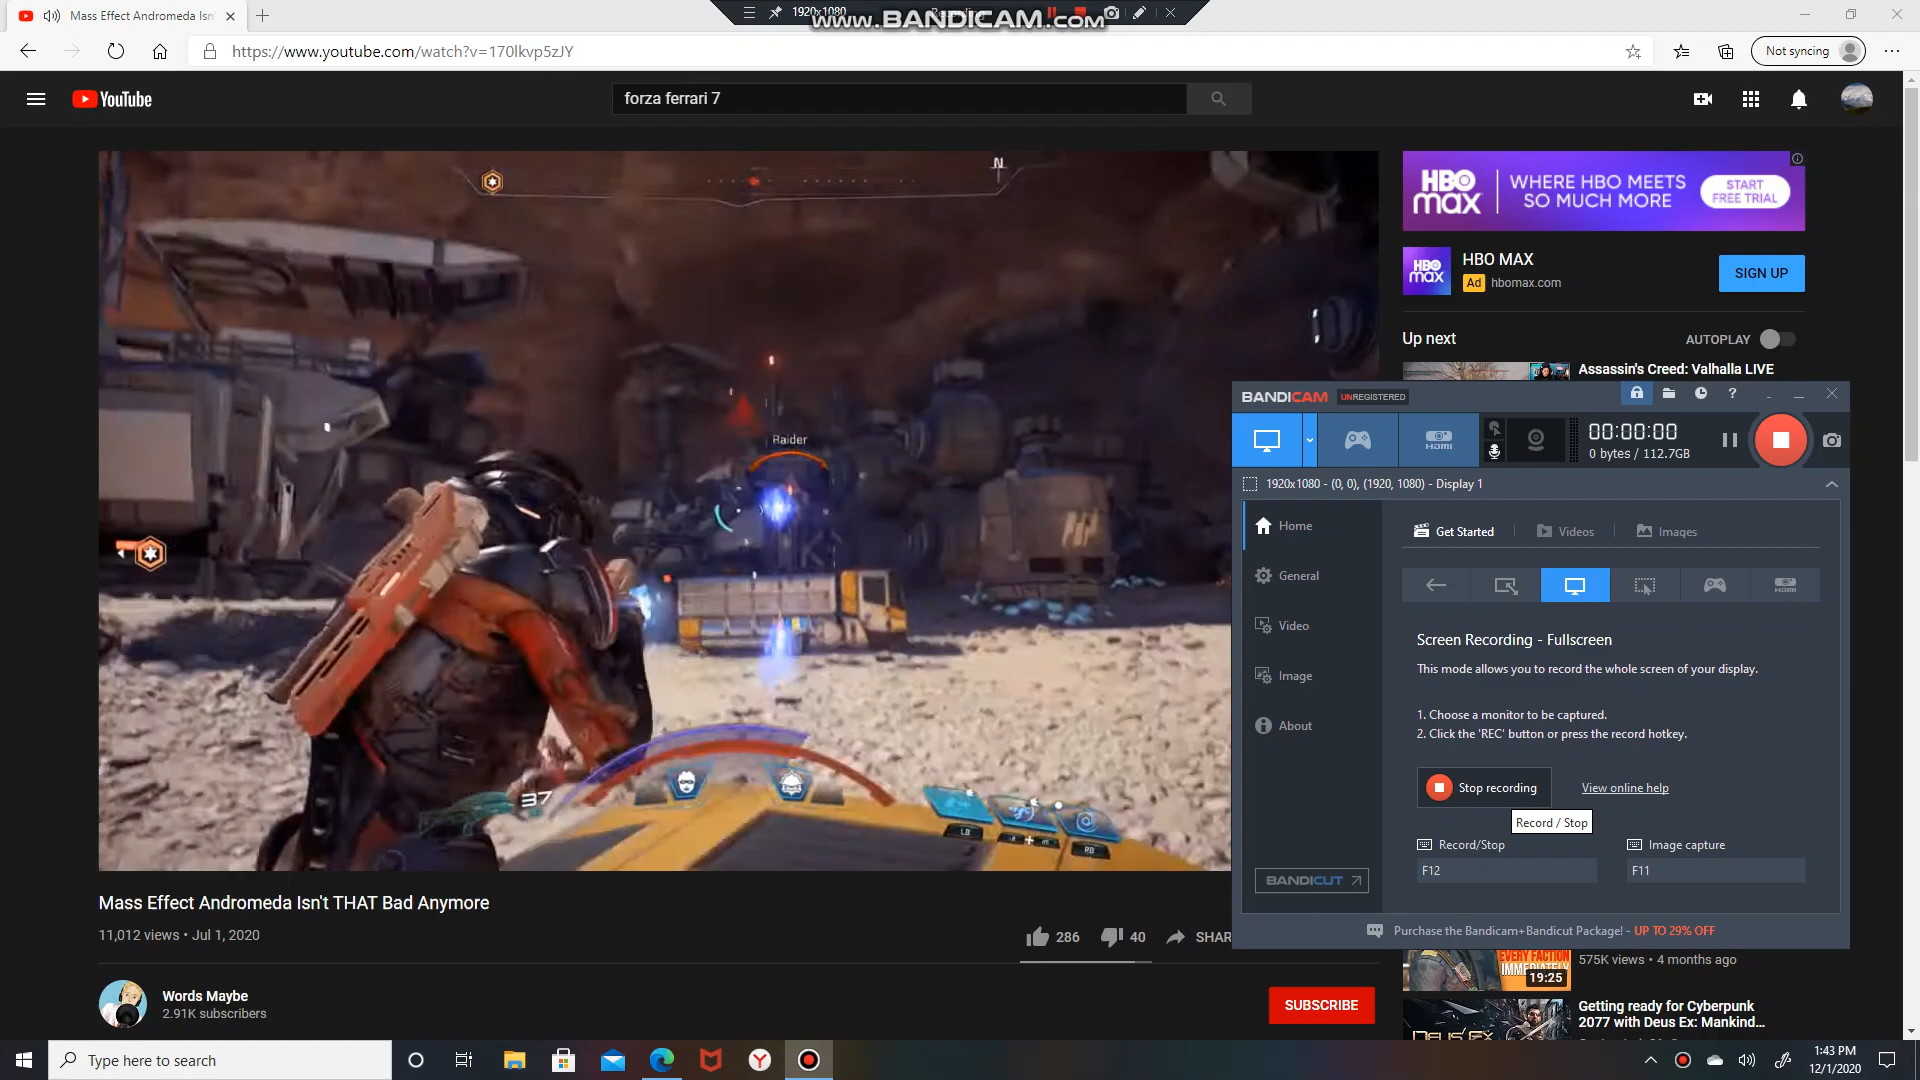 Mass Effect Andromeda Isn'
1920x1080
www.BANDICAM.com
https://www.youtube.com/watch?v=170lkvp5zJY
Not syncing
YouTube
forza ferrari 7
N
Raider
37
LB
RB
HBO max
WHERE HBO MEETS
SO MUCH MORE
START
FREE TRIAL
HBO max
HBO MAX
Ad hbomax.com
SIGN UP
Up next
AUTOPLAY
Assassin's Creed: Valhalla LIVE
BANDICAM
UNREGISTERED
?
HDMI
00:00:00
0 bytes / 112.7GB
1920x1080 - (0, 0), (1920, 1080) - Display 1
Home
General
Video
Image
About
BANDICUT
Get Started
Videos
Images
HDMI
Screen Recording - Fullscreen
This mode allows you to record the whole screen of your display.
1. Choose a monitor to be captured.
2. Click the 'REC' button or press the record hotkey.
Stop recording
View online help
Record / Stop
Record/Stop
Image capture
F12
F11
Purchase the Bandicam+Bandicut Package! - UP TO 29% OFF
Mass Effect Andromeda Isn't THAT Bad Anymore
11,012 views • Jul 1, 2020
286
40
SHAR
Words Maybe
2.91K subscribers
SUBSCRIBE
EVERY FACTION
19:25
575K views • 4 months ago
Getting ready for Cyberpunk
2077 with Deus Ex: Mankind...
Type here to search
1:43 PM
12/1/2020